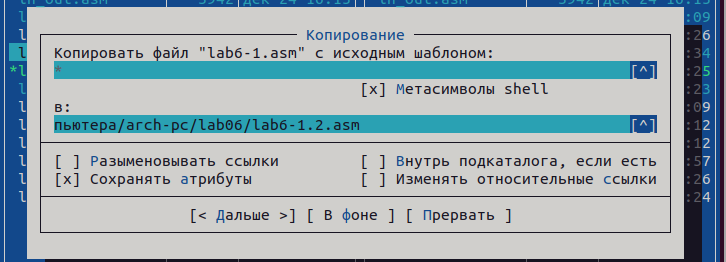 Копирование
Копировать файл "lab6-1.asm" с исходным шаблоном:
* [^]
[x] Метасимволы shell
в:
пьютера/arch-pc/lab06/lab6-1.2.asm [^]
[ ] Разыменовывать ссылки [ ] Внутрь подкаталога, если есть
[x] Сохранять атрибуты [ ] Изменять относительные ссылки
[< Дальше >] [ В фоне ] [ Прервать ]